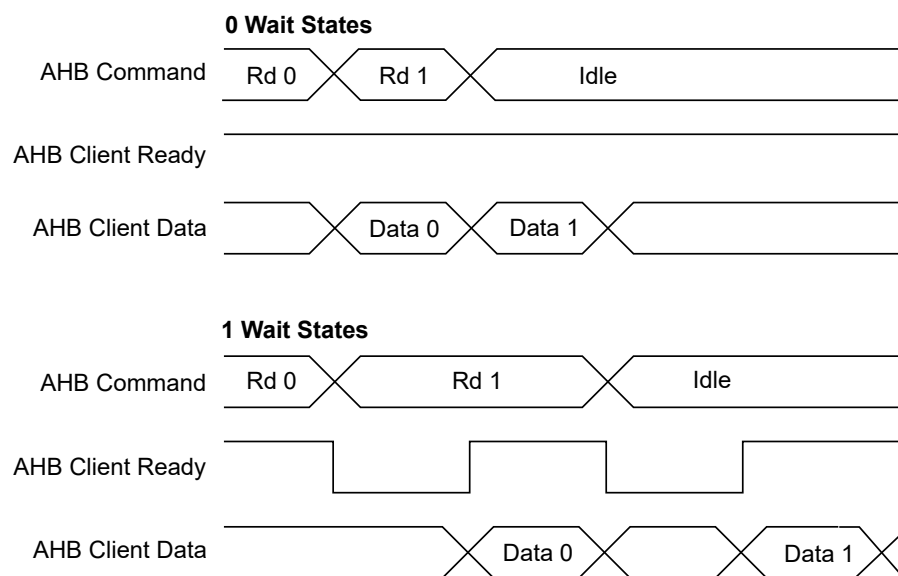 0 Wait States
AHB Command Rd 0 Rd 1 Idle
AHB Client Ready
AHB Client Data Data 0 Data 1
1 Wait States
AHB Command Rd 0 Rd 1 Idle
AHB Client Ready
AHB Client Data Data 0 Data 1